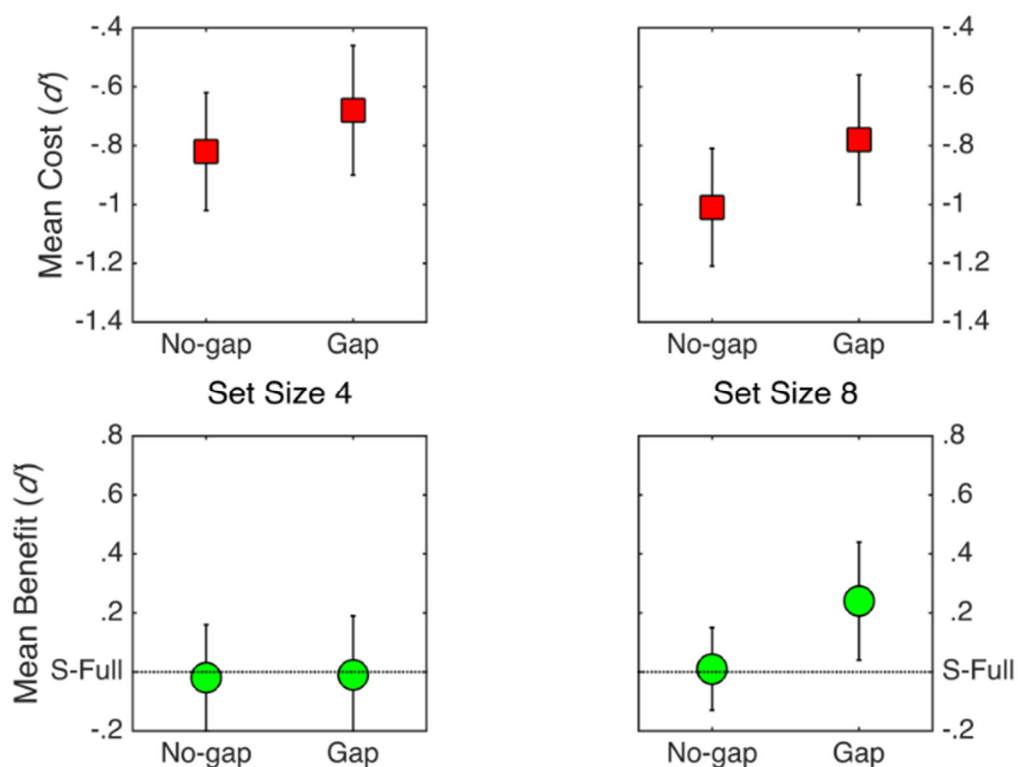 Mean Cost (d')
-.4
-.6
-.8
-1
-1.2
-1.4
No-gap Gap
Set Size 4
-.4
-.6
-.8
-1
-1.2
-1.4
No-gap Gap
Set Size 8
Mean Benefit (d')
.8
.6
.4
.2
S-Full
-.2
No-gap Gap
.8
.6
.4
.2
S-Full
-.2
No-gap Gap